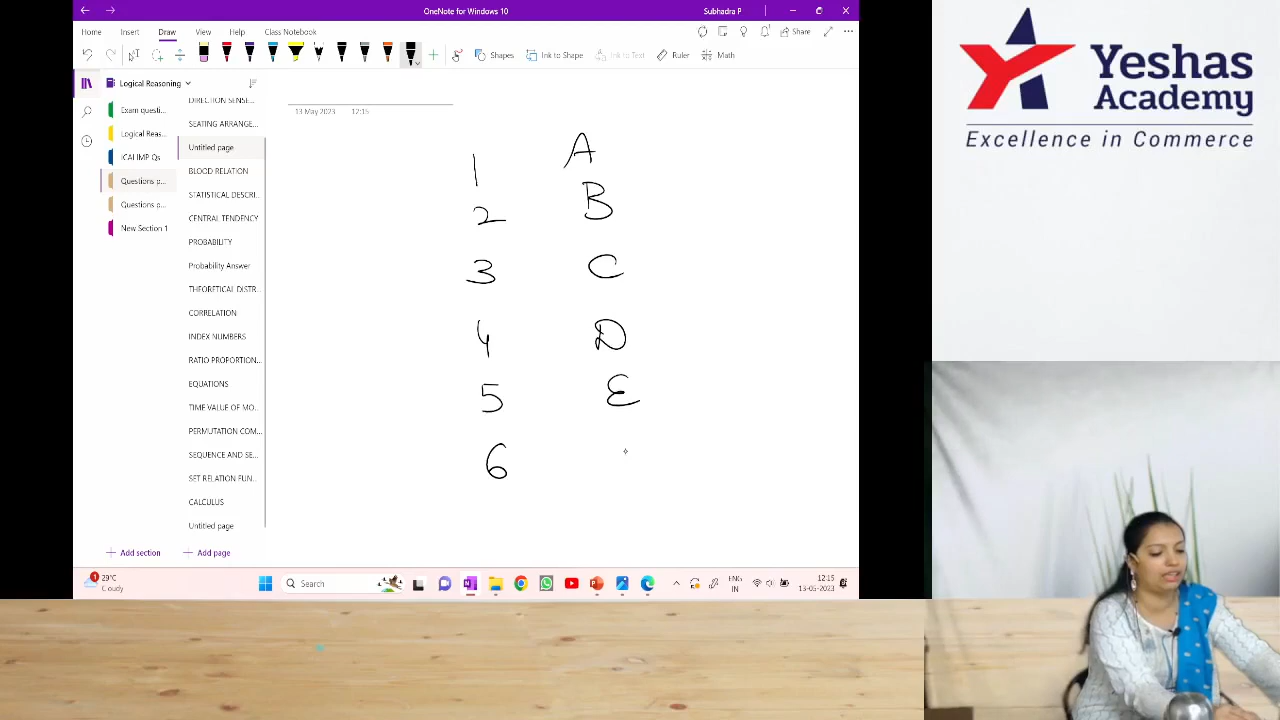 OneNote for Windows 10
Subhadra P
Home Insert Draw View Help Class Notebook
Share
Shapes Ink to Shape Ink to Text Ruler Math
Logical Reasoning
Exam questi...
Logical Reas...
ICAI IMP Qs
Questions p...
Questions p...
New Section 1
DIRECTION SENSE...
SEATING ARRANGE...
Untitled page
BLOOD RELATION
STATISTICAL DESCRI...
CENTRAL TENDENCY
PROBABILITY
Probability Answer
THEORETICAL DISTR...
CORRELATION
INDEX NUMBERS
RATIO PROPORTION...
EQUATIONS
TIME VALUE OF MO...
PERMUTATION COM...
SEQUENCE AND SE...
SET RELATION FUN...
CALCULUS
Untitled page
Add section
Add page
13 May 2023 12:15
1 A
2 B
3 C
4 D
5 E
6
1
29°C
Cloudy
Search
ENG
IN
12:15
13-05-2023
Yeshas
Academy
Excellence in Commerce